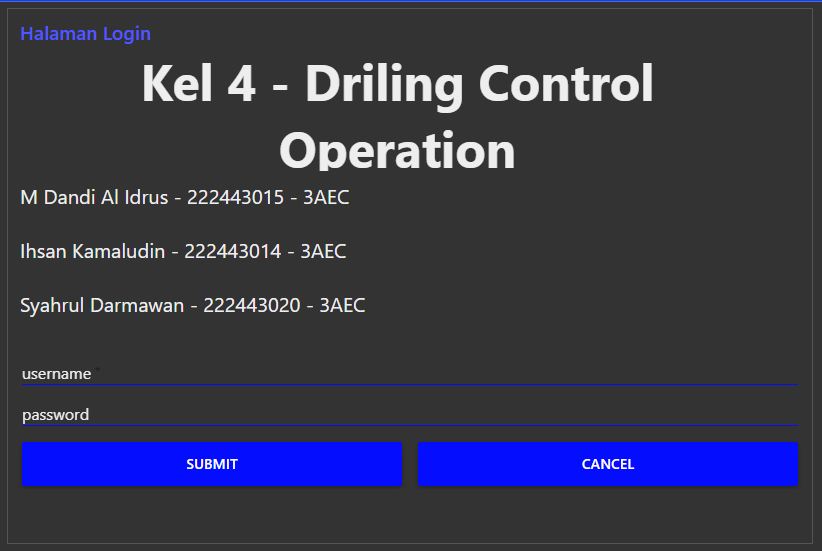 Halaman Login
Kel 4 - Driling Control
Operation
M Dandi Al Idrus - 222443015 - 3AEC
Ihsan Kamaludin - 222443014 - 3AEC
Syahrul Darmawan - 222443020 - 3AEC
username *
password
SUBMIT CANCEL